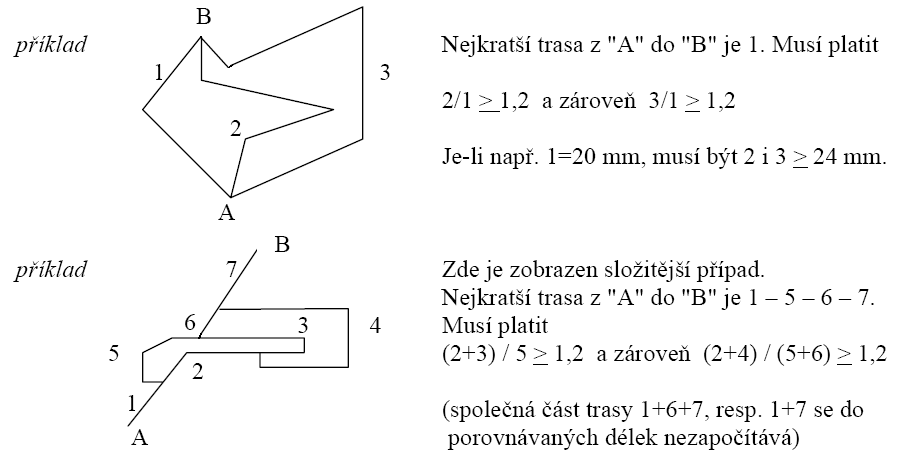 B
příklad
Nejkratší trasa z "A" do "B" je 1. Musí platit
1
3
2/1 ≥ 1,2 a zároveň 3/1 ≥ 1,2
2
Je-li např. 1=20 mm, musí být 2 i 3 ≥ 24 mm.
A
B
příklad
7
Zde je zobrazen složitější případ.
Nejkratší trasa z "A" do "B" je 1 – 5 – 6 – 7.
6
3
4
Musí platit
5
2
(2+3) / 5 ≥ 1,2 a zároveň (2+4) / (5+6) ≥ 1,2
1
(společná část trasy 1+6+7, resp. 1+7 se do
A
porovnávaných délek nezapočítává)